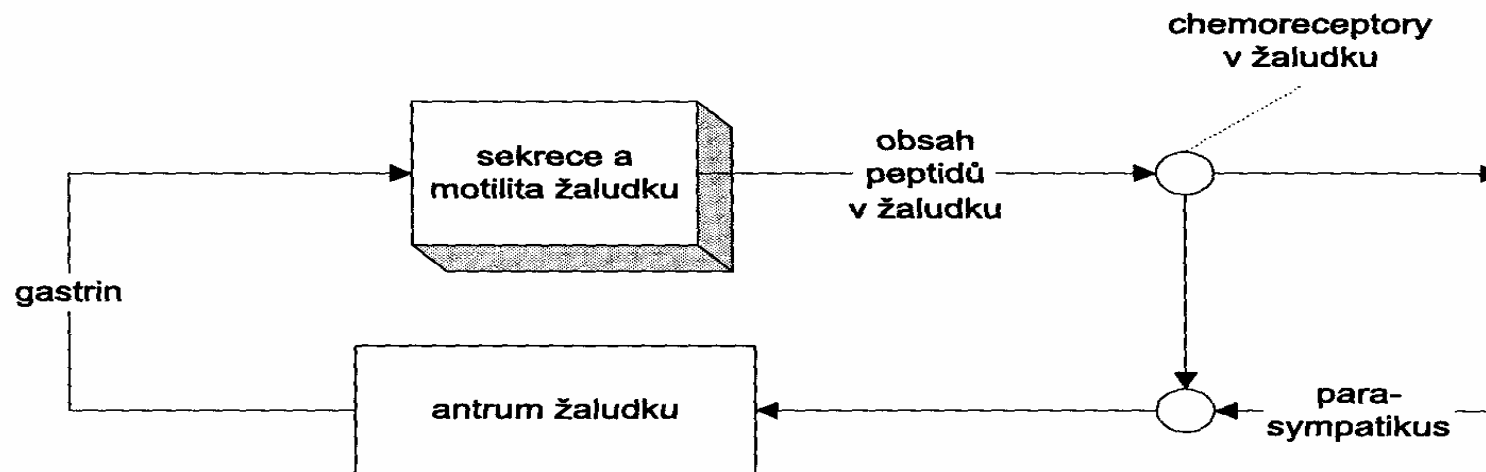 chemoreceptory
v žaludku
sekrece a
motilita žaludku
obsah
peptidů
v žaludku
gastrin
antrum žaludku
para-
sympatikus